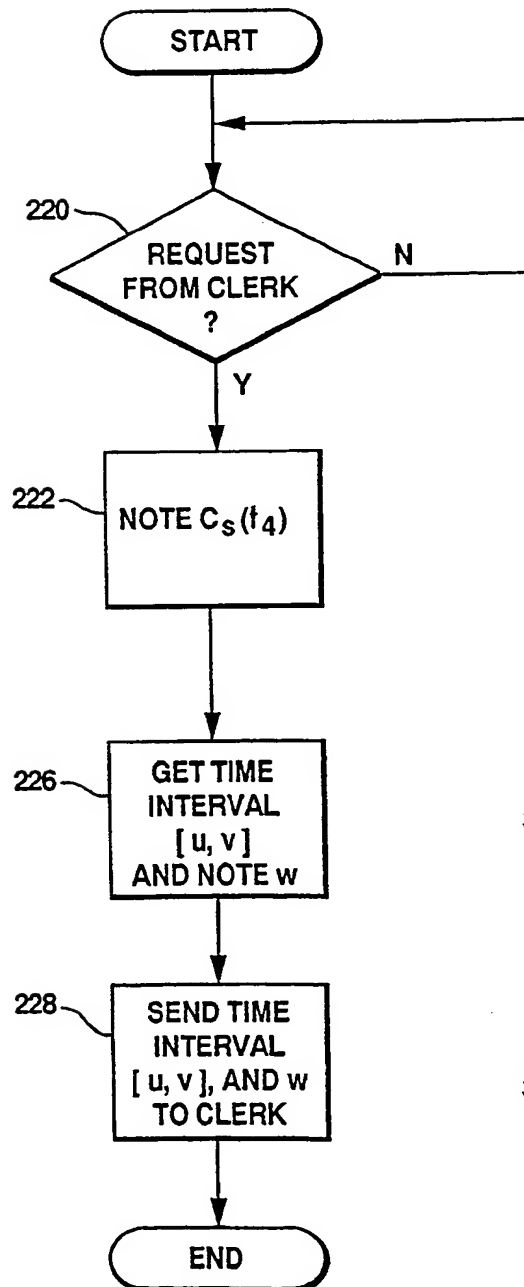 START
220
REQUEST
FROM CLERK
?
N
Y
222
NOTE Cs(t4)
226
GET TIME
INTERVAL
[ u, v ]
AND NOTE w
228
SEND TIME
INTERVAL
[ u, v ], AND w
TO CLERK
END